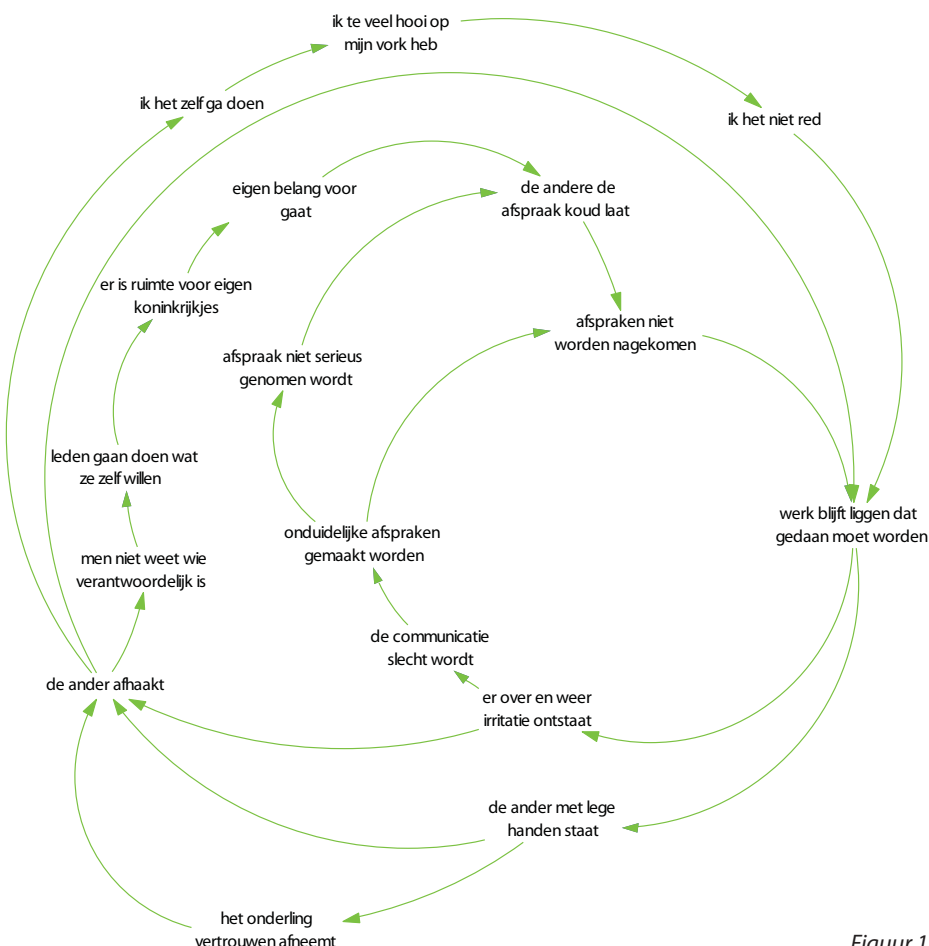 ik te veel hooi op
mijn vork heb
ik het zelf ga doen
ik het niet red
eigen belang voor
gaat
de andere de
afspraak koud laat
er is ruimte voor eigen
koninkrijkjes
afspraken niet
worden nagekomen
afspraak niet serieus
genomen wordt
leden gaan doen wat
ze zelf willen
werk blijft liggen dat
gedaan moet worden
onduidelijke afspraken
gemaakt worden
men niet weet wie
verantwoordelijk is
de communicatie
slecht wordt
de ander afhaakt
er over en weer
irritatie ontstaat
de ander met lege
handen staat
het onderling
vertrouwen afneemt
Figuur 1